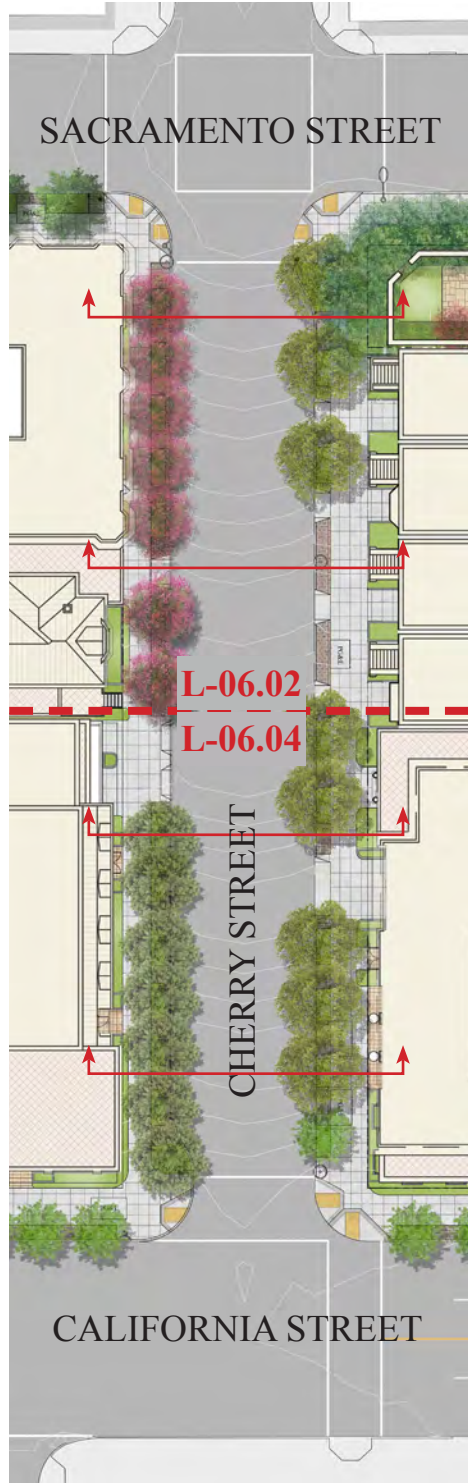 SACRAMENTO STREET
L-06.02
L-06.04
CHERRY STREET
CALIFORNIA STREET